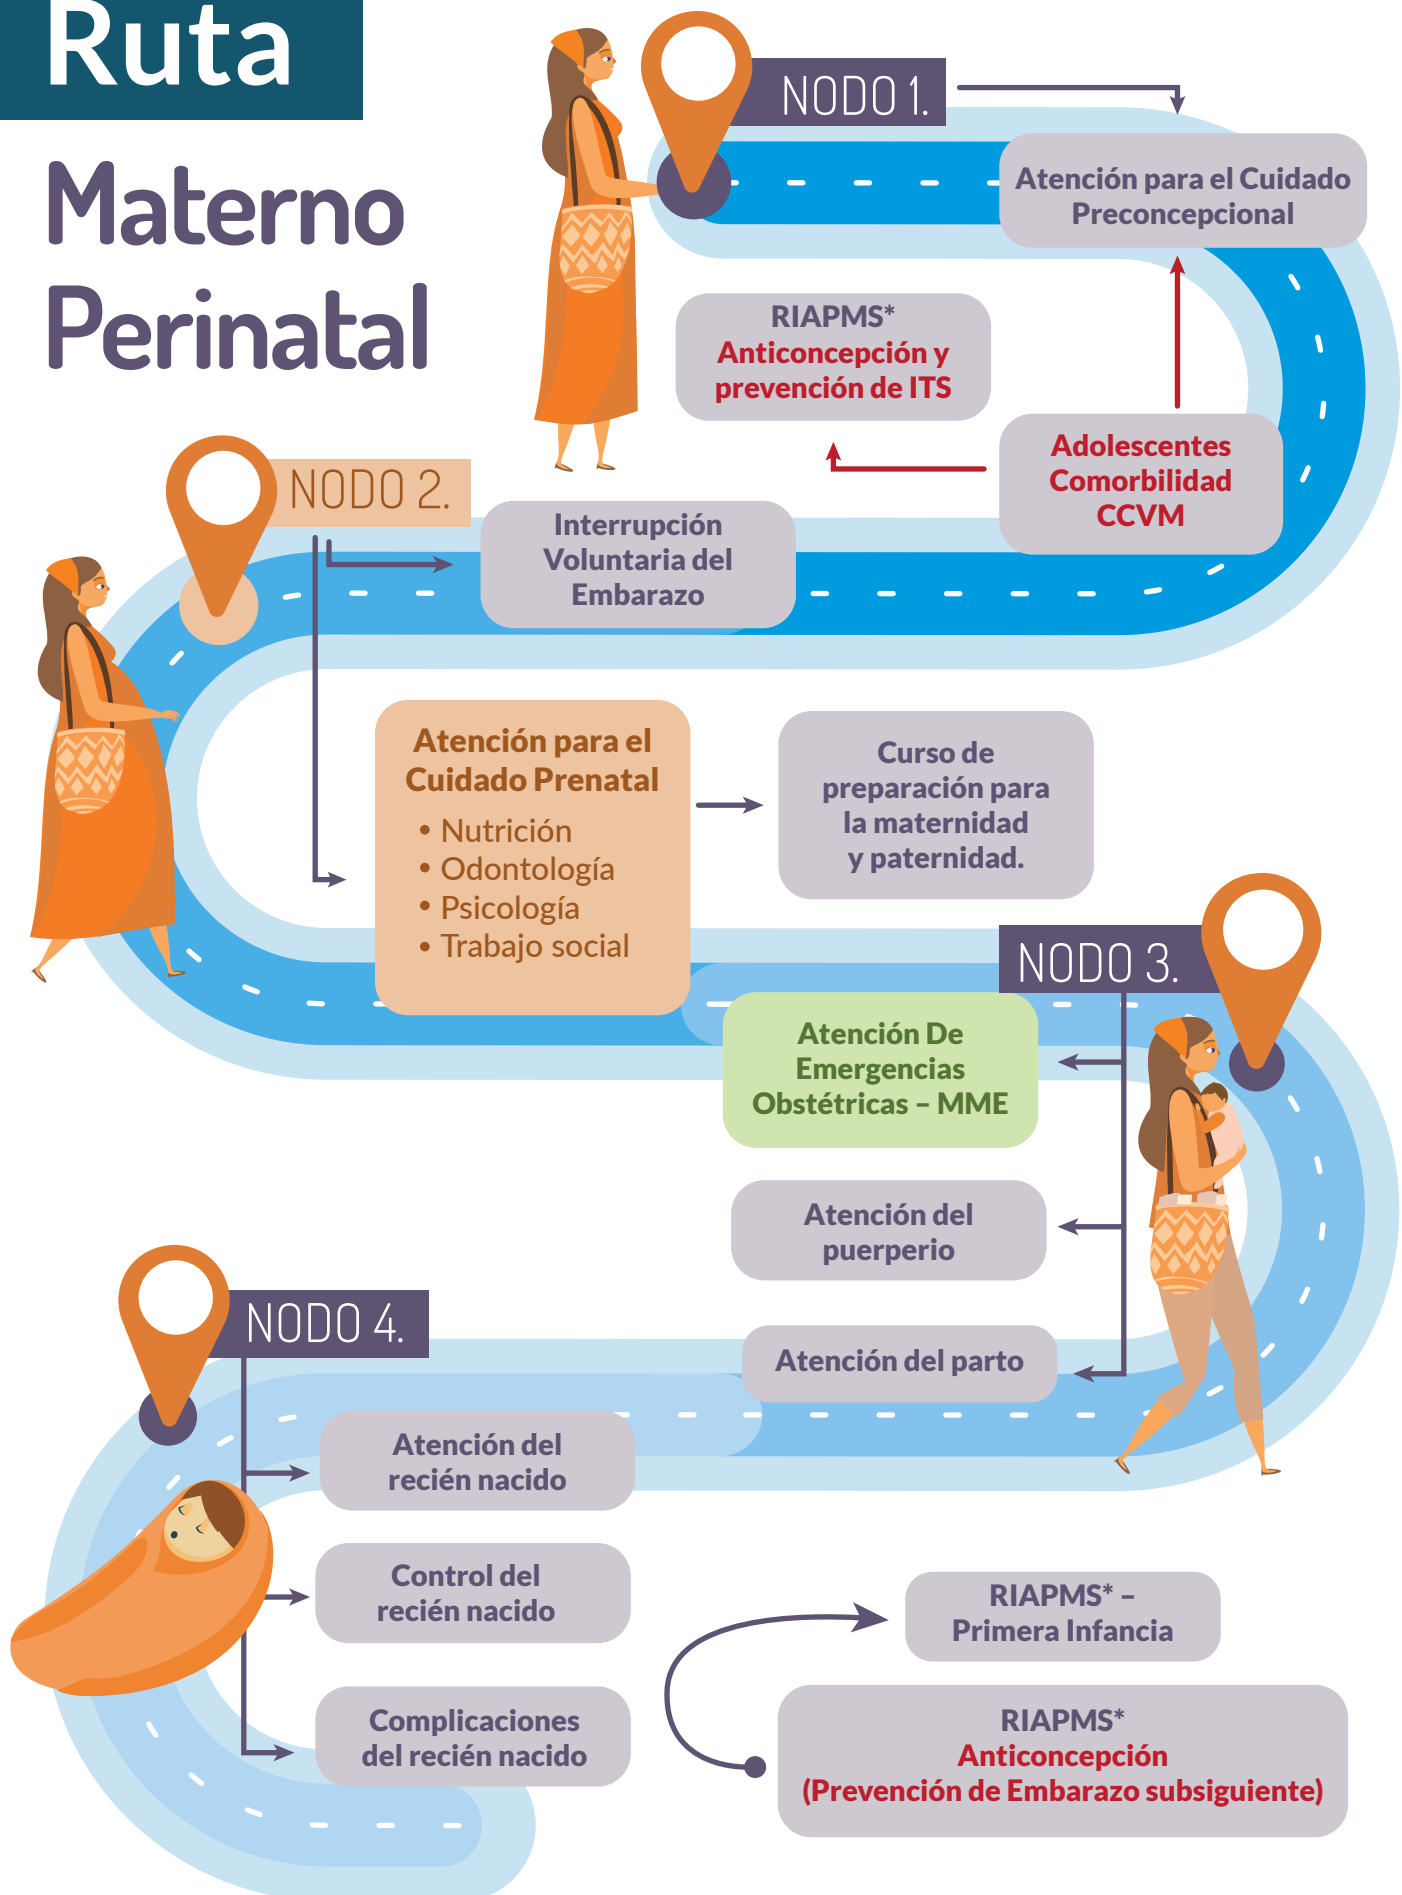 Ruta
Materno
Perinatal
NODO 1.
Atención para el Cuidado
Preconcepcional
RIAPMS*
Anticoncepción y
prevención de ITS
Adolescentes
Comorbilidad
CCVM
NODO 2.
Interrupción
Voluntaria del
Embarazo
Atención para el
Cuidado Prenatal
• Nutrición
• Odontología
• Psicología
• Trabajo social
Curso de
preparación para
la maternidad
y paternidad.
NODO 3.
Atención De
Emergencias
Obstétricas – MME
Atención del
puerperio
Atención del parto
NODO 4.
Atención del
recién nacido
Control del
recién nacido
Complicaciones
del recién nacido
RIAPMS* –
Primera Infancia
RIAPMS*
Anticoncepción
(Prevención de Embarazo subsiguiente)